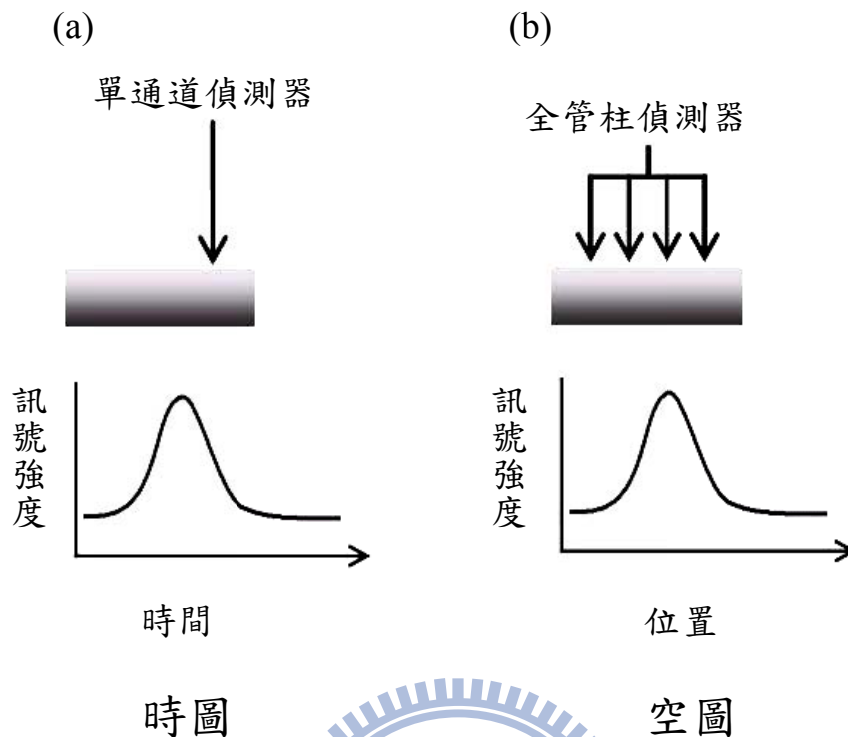 (a)
單通道偵測器
訊號強度
時間
時圖
(b)
全管柱偵測器
訊號強度
位置
空圖